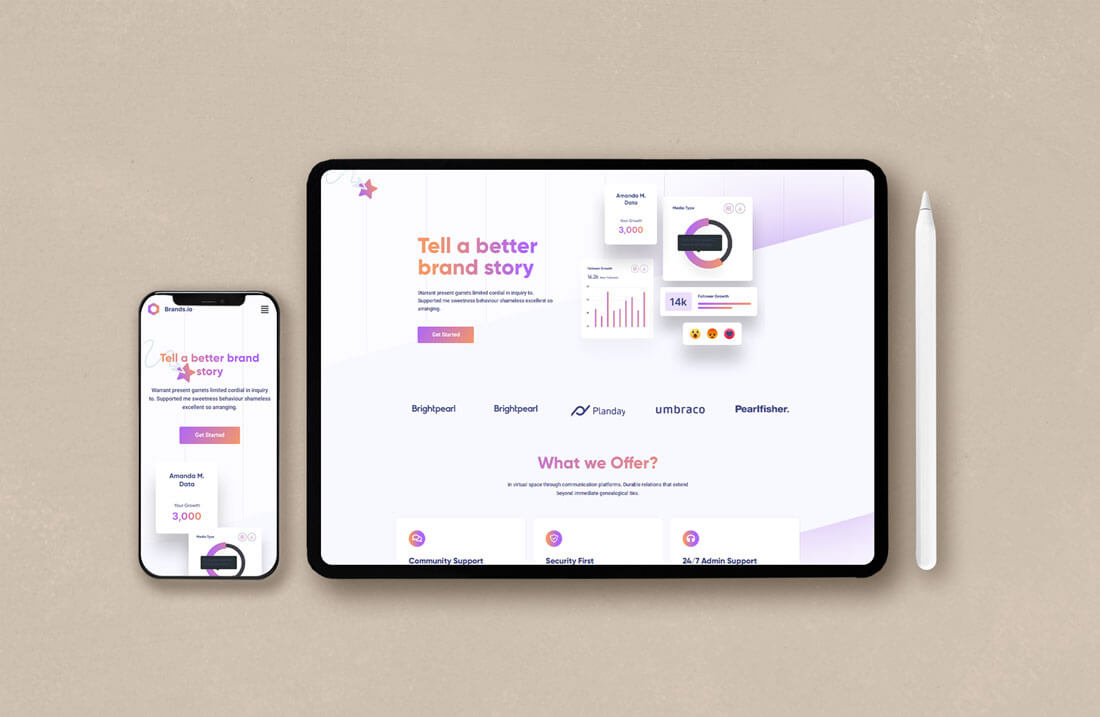 Brands.io
Tell a better brand
story
Warrant present garrets limited cordial in inquiry
to. Supported me sweetness behaviour shameless
excellent so arranging.
Get Started
Amanda M.
Data
Your Growth
3,000
Media Type
Tell a better
brand story
Warrant present garrets limited cordial in inquiry to.
Supported me sweetness behaviour shameless excellent so
arranging.
Get Started
Amanda M.
Data
Your Growth
3,000
Media Type
Follower Growth
14k
Follower Growth
Brightpearl
Brightpearl
Planday
umbraco
Pearlfisher.
What we Offer?
In virtual space through communication platforms. Durable relations that extend
beyond immediate genealogical ties.
Community Support
Security First
24/7 Admin Support